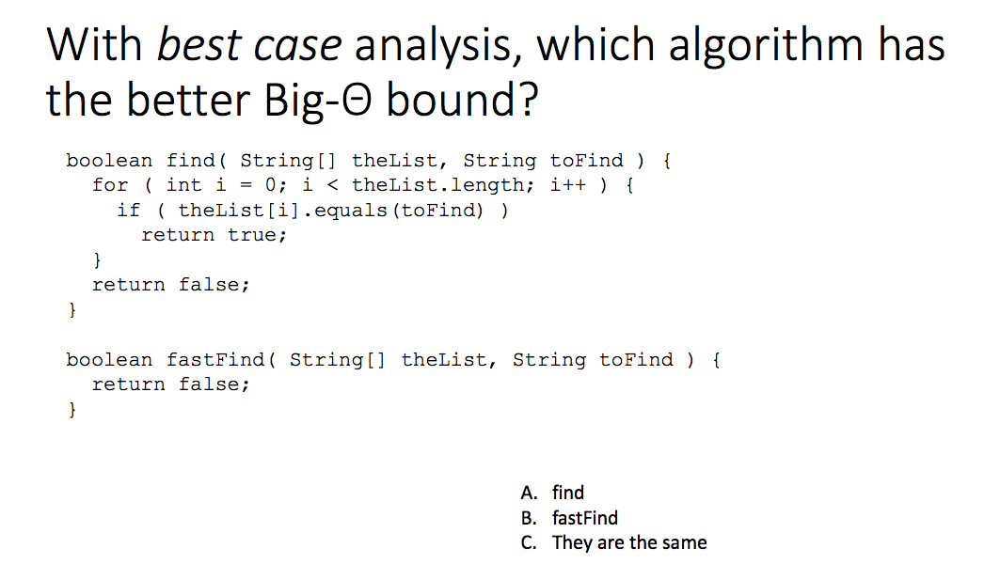 With best case analysis, which algorithm has
the better Big-Θ bound?
boolean find( String[] theList, String toFind ) {
  for ( int i = 0; i < theList.length; i++ ) {
    if ( theList[i].equals(toFind) )
      return true;
  }
  return false;
}
boolean fastFind( String[] theList, String toFind ) {
  return false;
}
A. find
B. fastFind
C. They are the same